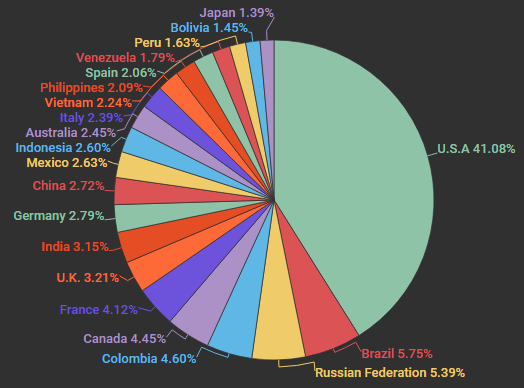 Japan 1.39%
Bolivia 1.45%
Peru 1.63%
Venezuela 1.79%
Spain 2.06%
Philippines 2.09%
Vietnam 2.24%
Italy 2.39%
Australia 2.45%
Indonesia 2.60%
Mexico 2.63%
China 2.72%
Germany 2.79%
India 3.15%
U.K. 3.21%
France 4.12%
Canada 4.45%
Colombia 4.60%
U.S.A 41.08%
Brazil 5.75%
Russian Federation 5.39%